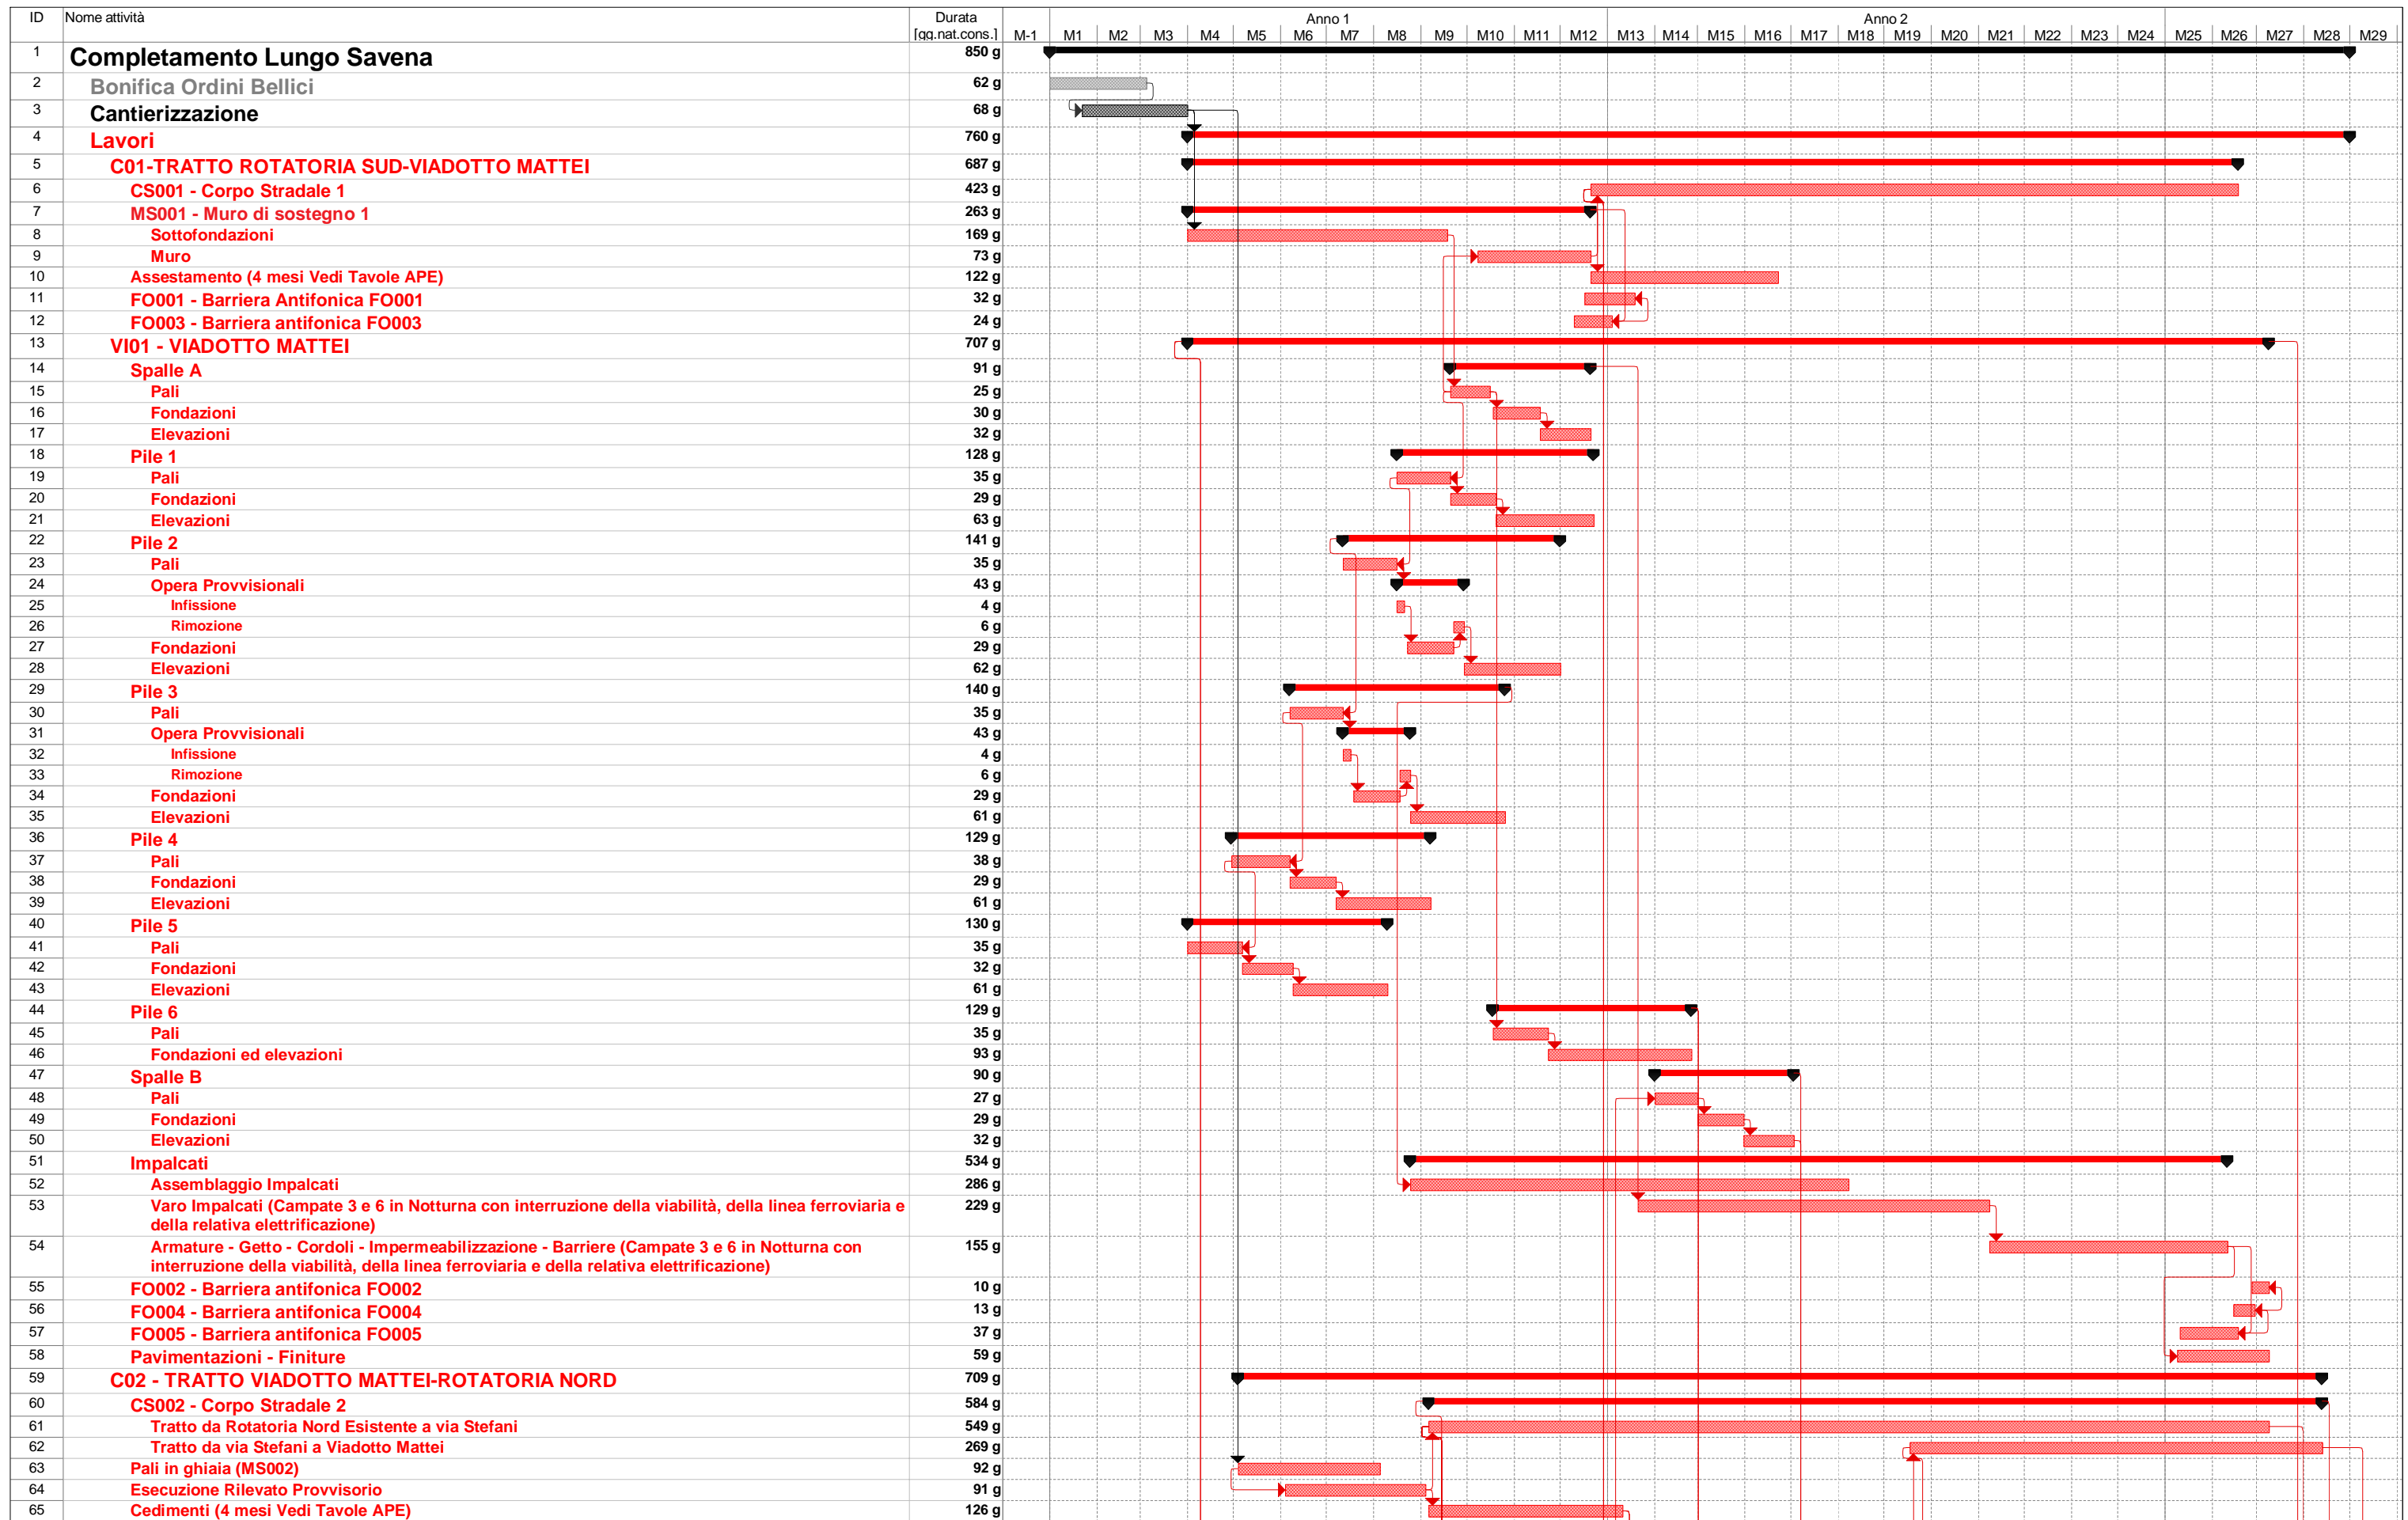 ID Nome attività Durata [gg.nat.cons.] Anno 1 Anno 2
M-1 M1 M2 M3 M4 M5 M6 M7 M8 M9 M10 M11 M12 M13 M14 M15 M16 M17 M18 M19 M20 M21 M22 M23 M24 M25 M26 M27 M28 M29
1 Completamento Lungo Savena 850 g
2 Bonifica Ordini Bellici 62 g
3 Cantierizzazione 68 g
4 Lavori 760 g
5 C01-TRATTO ROTATORIA SUD-VIADOTTO MATTEI 687 g
6 CS001 - Corpo Stradale 1 423 g
7 MS001 - Muro di sostegno 1 263 g
8 Sottofondazioni 169 g
9 Muro 73 g
10 Assestamento (4 mesi Vedi Tavole APE) 122 g
11 FO001 - Barriera Antifonica FO001 32 g
12 FO003 - Barriera antifonica FO003 24 g
13 VI01 - VIADOTTO MATTEI 707 g
14 Spalle A 91 g
15 Pali 25 g
16 Fondazioni 30 g
17 Elevazioni 32 g
18 Pile 1 128 g
19 Pali 35 g
20 Fondazioni 29 g
21 Elevazioni 63 g
22 Pile 2 141 g
23 Pali 35 g
24 Opera Provvisionali 43 g
25 Infissione 4 g
26 Rimozione 6 g
27 Fondazioni 29 g
28 Elevazioni 62 g
29 Pile 3 140 g
30 Pali 35 g
31 Opera Provvisionali 43 g
32 Infissione 4 g
33 Rimozione 6 g
34 Fondazioni 29 g
35 Elevazioni 61 g
36 Pile 4 129 g
37 Pali 38 g
38 Fondazioni 29 g
39 Elevazioni 61 g
40 Pile 5 130 g
41 Pali 35 g
42 Fondazioni 32 g
43 Elevazioni 61 g
44 Pile 6 129 g
45 Pali 35 g
46 Fondazioni ed elevazioni 93 g
47 Spalle B 90 g
48 Pali 27 g
49 Fondazioni 29 g
50 Elevazioni 32 g
51 Impalcati 534 g
52 Assemblaggio Impalcati 286 g
53 Varo Impalcati (Campate 3 e 6 in Notturna con interruzione della viabilità, della linea ferroviaria e 229 g
della relativa elettrificazione)
54 Armature - Getto - Cordoli - Impermeabilizzazione - Barriere (Campate 3 e 6 in Notturna con 155 g
interruzione della viabilità, della linea ferroviaria e della relativa elettrificazione)
55 FO002 - Barriera antifonica FO002 10 g
56 FO004 - Barriera antifonica FO004 13 g
57 FO005 - Barriera antifonica FO005 37 g
58 Pavimentazioni - Finiture 59 g
59 C02 - TRATTO VIADOTTO MATTEI-ROTATORIA NORD 709 g
60 CS002 - Corpo Stradale 2 584 g
61 Tratto da Rotatoria Nord Esistente a via Stefani 549 g
62 Tratto da via Stefani a Viadotto Mattei 269 g
63 Pali in ghiaia (MS002) 92 g
64 Esecuzione Rilevato Provvisorio 91 g
65 Cedimenti (4 mesi Vedi Tavole APE) 126 g